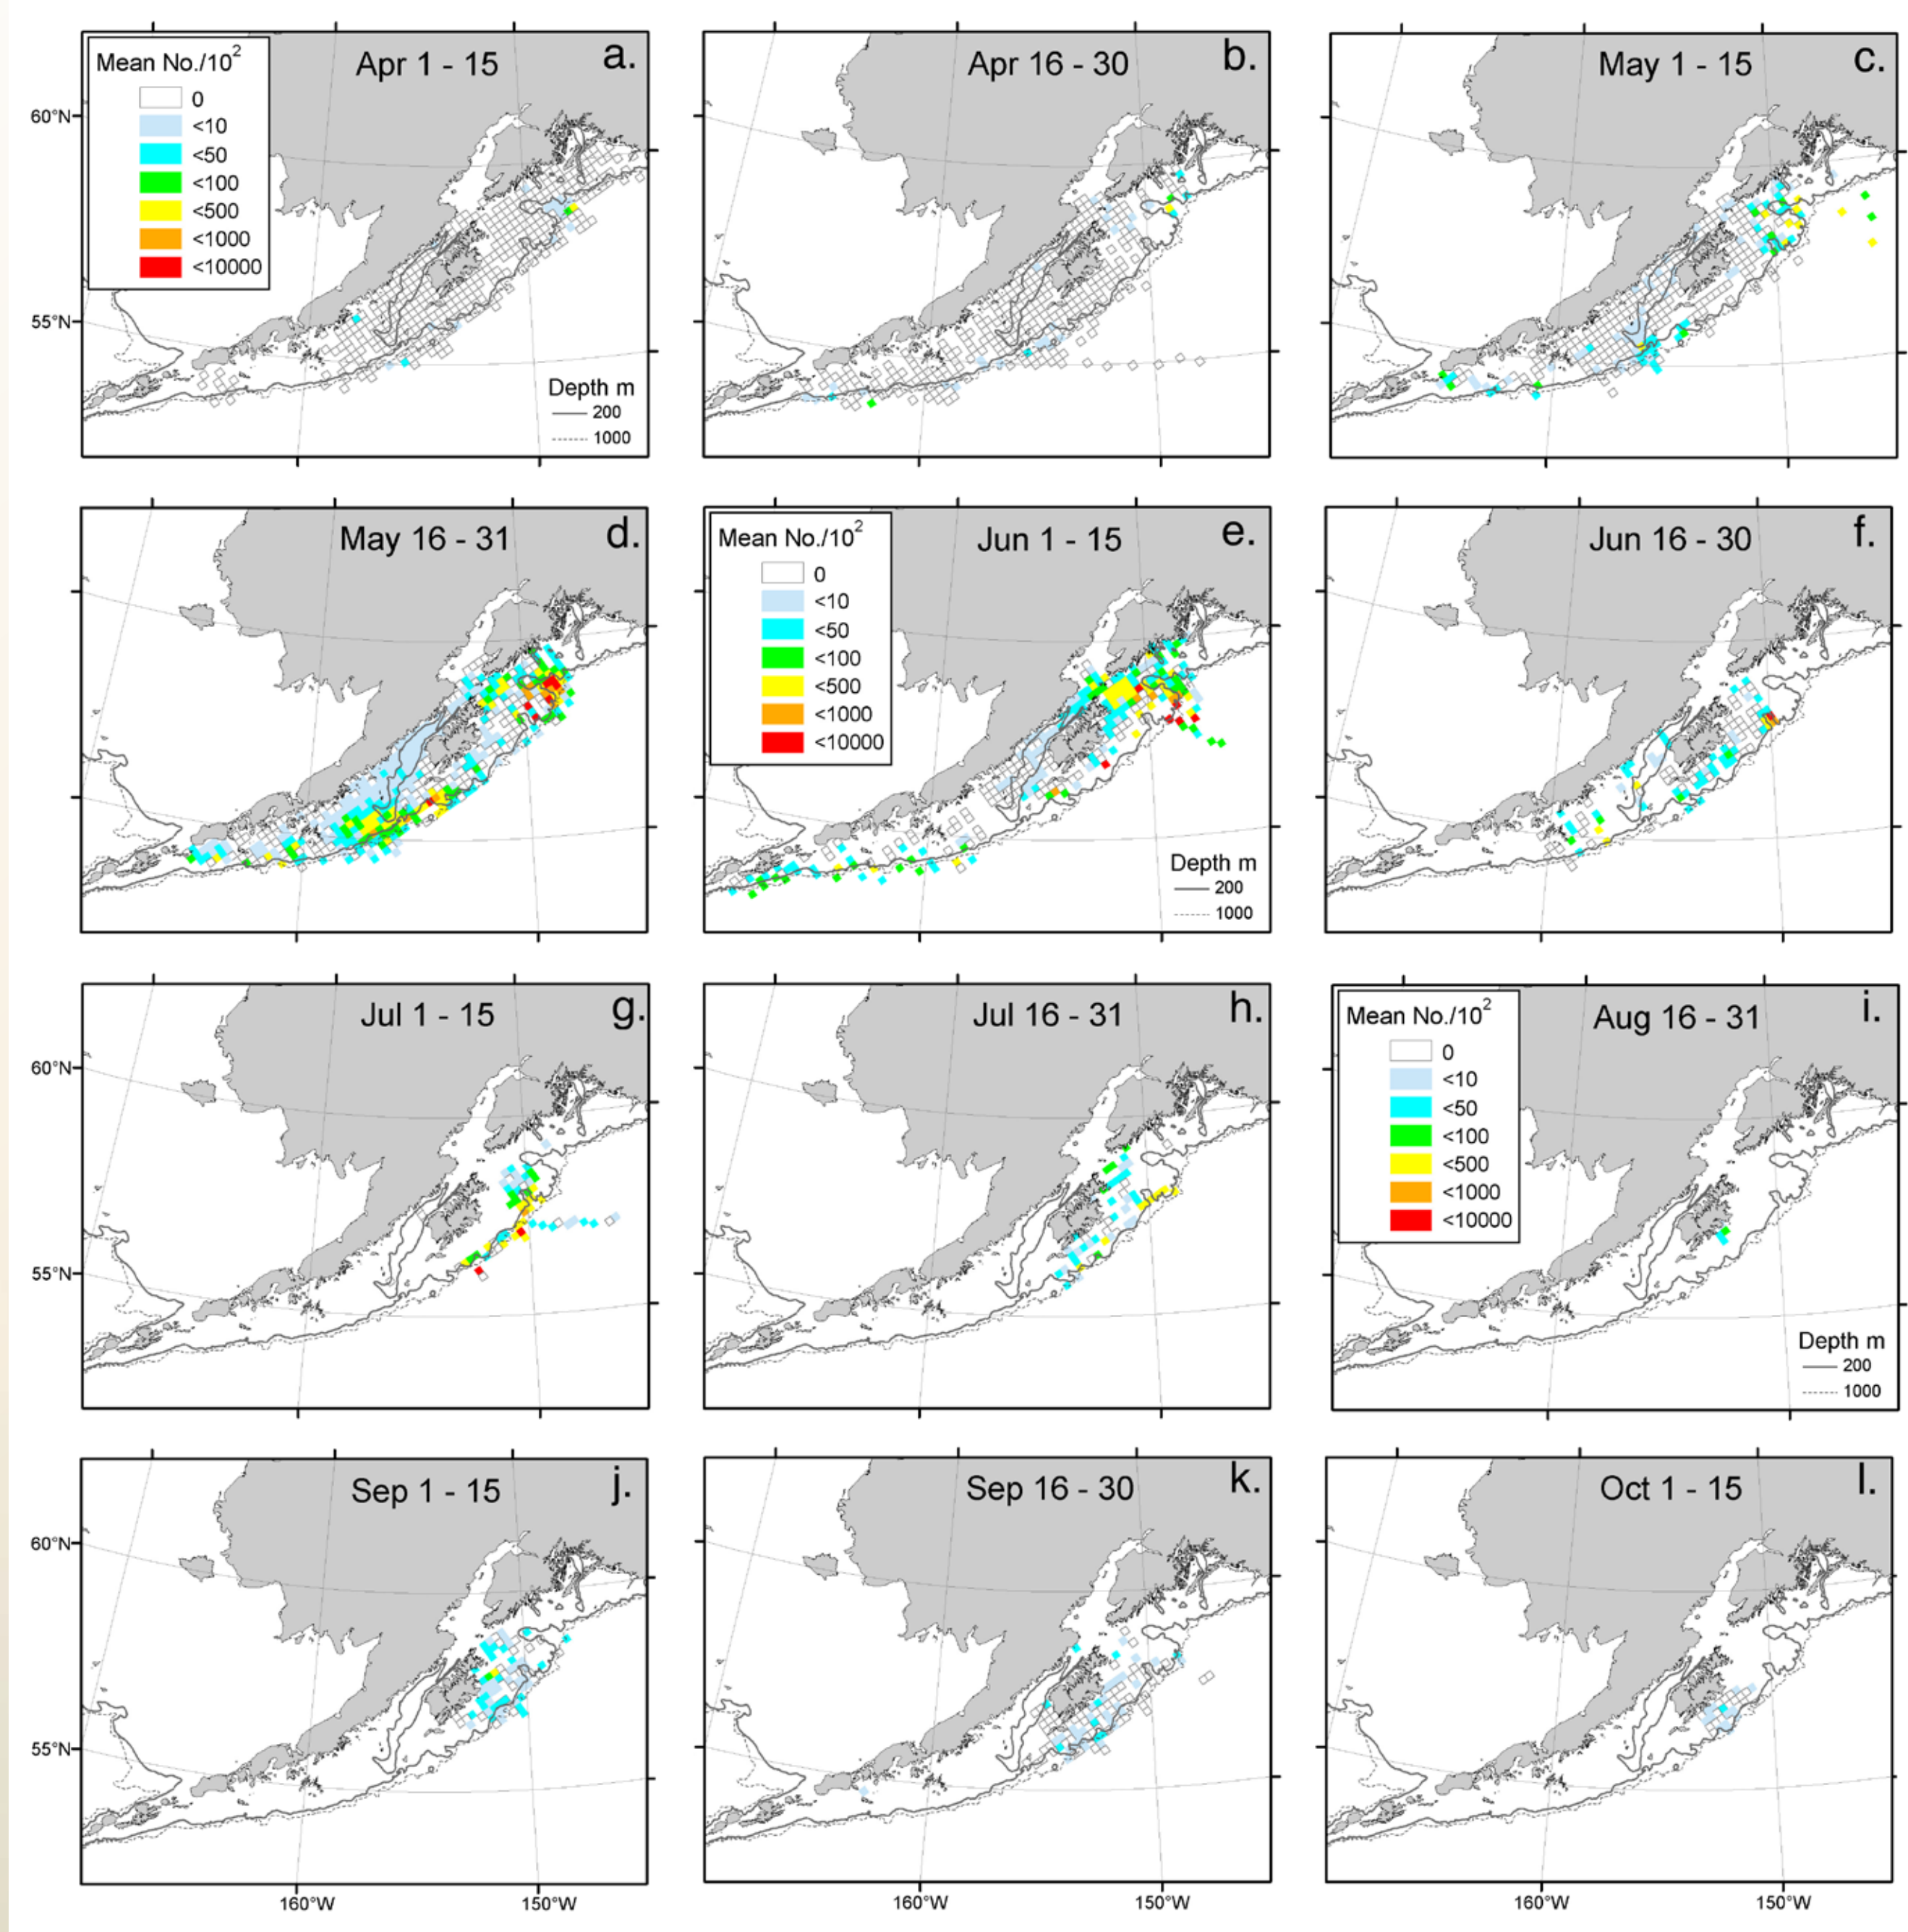 Mean No./10²
0
<10
<50
<100
<500
<1000
<10000
Apr 1 - 15
a.
60°N
55°N
Depth m
200
1000
Apr 16 - 30
b.
May 1 - 15
c.
May 16 - 31
d.
Mean No./10²
0
<10
<50
<100
<500
<1000
<10000
Jun 1 - 15
e.
Depth m
200
1000
Jun 16 - 30
f.
Jul 1 - 15
g.
60°N
55°N
Jul 16 - 31
h.
Mean No./10²
0
<10
<50
<100
<500
<1000
<10000
Aug 16 - 31
i.
Depth m
200
1000
Sep 1 - 15
j.
60°N
55°N
160°W
150°W
Sep 16 - 30
k.
160°W
150°W
Oct 1 - 15
l.
160°W
150°W